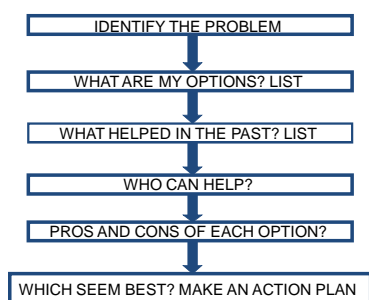 IDENTIFY THE PROBLEM
WHAT ARE MY OPTIONS? LIST
WHAT HELPED IN THE PAST? LIST
WHO CAN HELP?
PROS AND CONS OF EACH OPTION?
WHICH SEEM BEST? MAKE AN ACTION PLAN